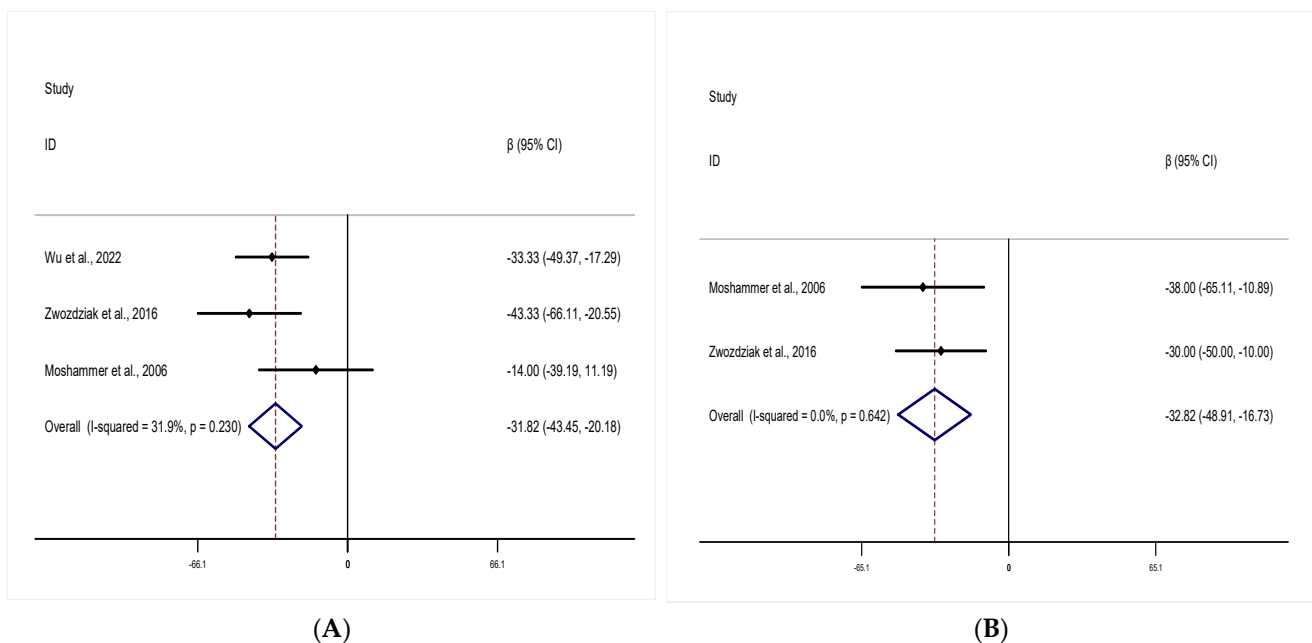 Study
ID β (95% CI)
Wu et al., 2022 -33.33 (-49.37, -17.29)
Zwozdziak et al., 2016 -43.33 (-66.11, -20.55)
Moshammer et al., 2006 -14.00 (-39.19, 11.19)
Overall (I-squared = 31.9%, p = 0.230) -31.82 (-43.45, -20.18)
-66.1 0 66.1
(A)
Study
ID β (95% CI)
Moshammer et al., 2006 -38.00 (-65.11, -10.89)
Zwozdziak et al., 2016 -30.00 (-50.00, -10.00)
Overall (I-squared = 0.0%, p = 0.642) -32.82 (-48.91, -16.73)
-65.1 0 65.1
(B)